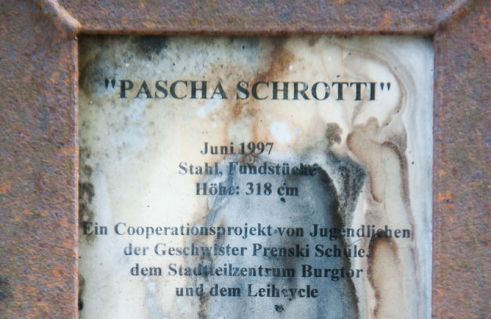 "PASCHA SCHROTTI"
Juni 1997
Stahl, Fundstücke
Höhe: 318 cm
Ein Cooperationsprojekt von Jugendlichen
der Geschwister Prenski Schule,
dem Stadtteilzentrum Burgtor
und dem Leihcycle